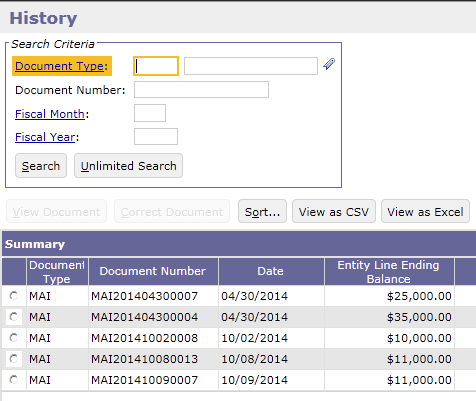 History
Search Criteria
Document Type:
Document Number:
Fiscal Month:
Fiscal Year:
Search Unlimited Search
View Document Correct Document Sort... View as CSV View as Excel
Summary
Document Type Document Number Date Entity Line Ending Balance
MAI MAI201404300007 04/30/2014 $25,000.00
MAI MAI201404300004 04/30/2014 $35,000.00
MAI MAI201410020008 10/02/2014 $10,000.00
MAI MAI201410080013 10/08/2014 $11,000.00
MAI MAI201410090007 10/09/2014 $11,000.00